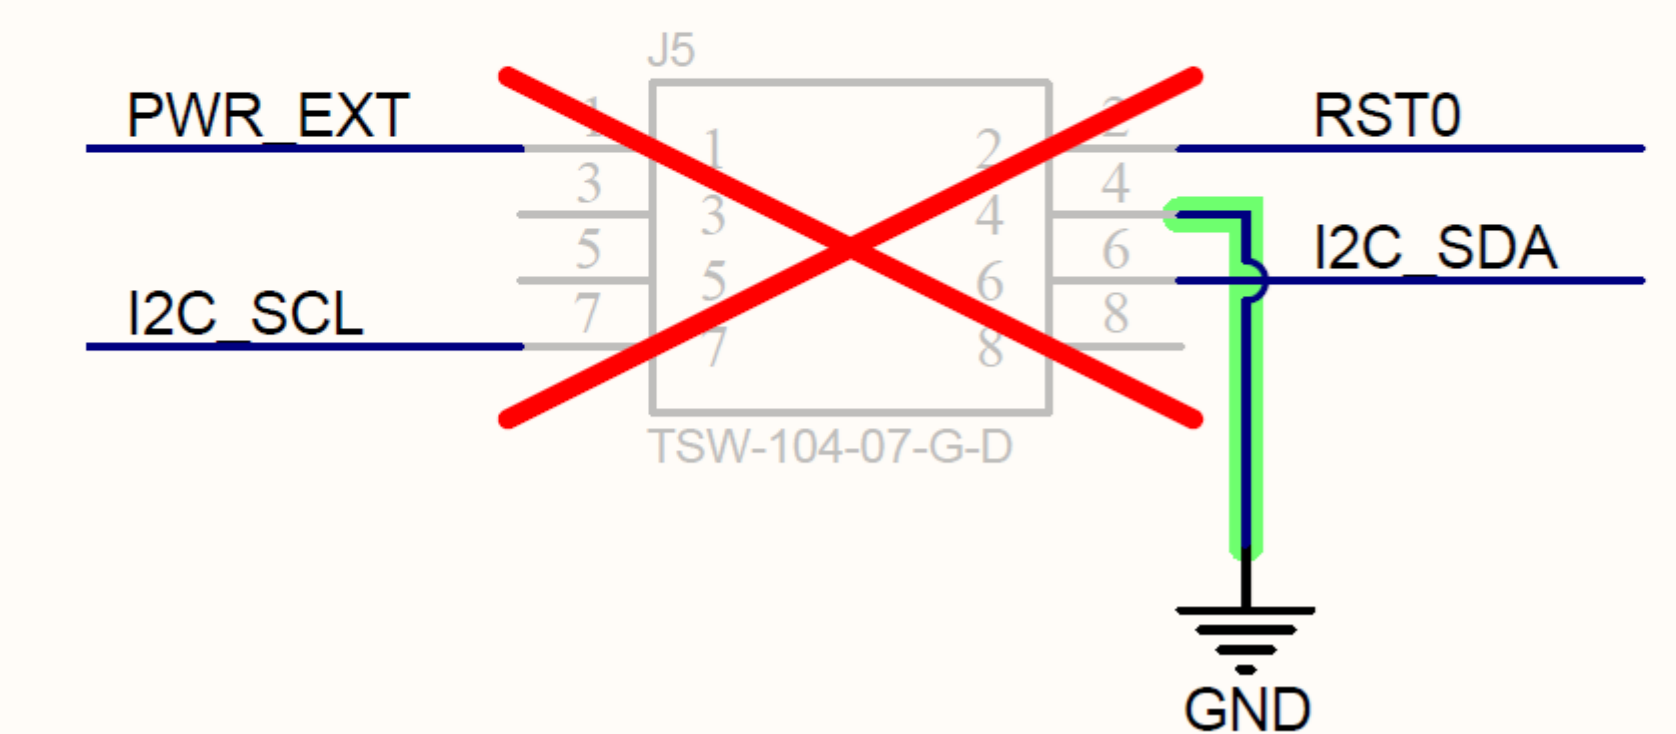 J5
PWR_EXT 1 1 2 2 RST0
3 3 4 4
5 5 6 6 I2C_SDA
I2C_SCL 7 7 8 8
TSW-104-07-G-D
GND